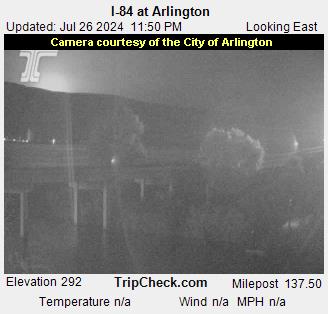 I-84 at Arlington
Updated: Jul 26 2024 11:50 PM Looking East
Camera courtesy of the City of Arlington
Elevation 292 TripCheck.com Milepost 137.50
Temperature n/a Wind n/a MPH n/a